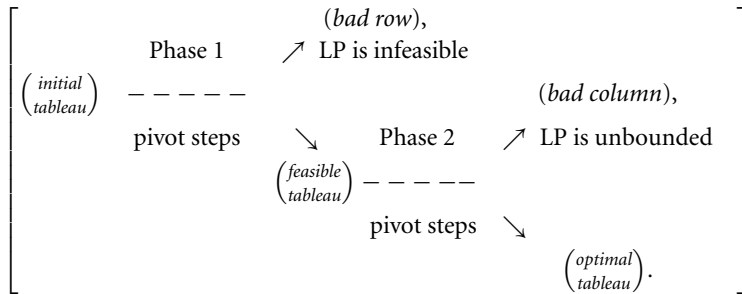 (bad row),
Phase 1 ↗ LP is infeasible
(initial tableau) — — — — — (bad column),
pivot steps ↘ Phase 2 ↗ LP is unbounded
(feasible tableau) — — — — —
pivot steps ↘
(optimal tableau).